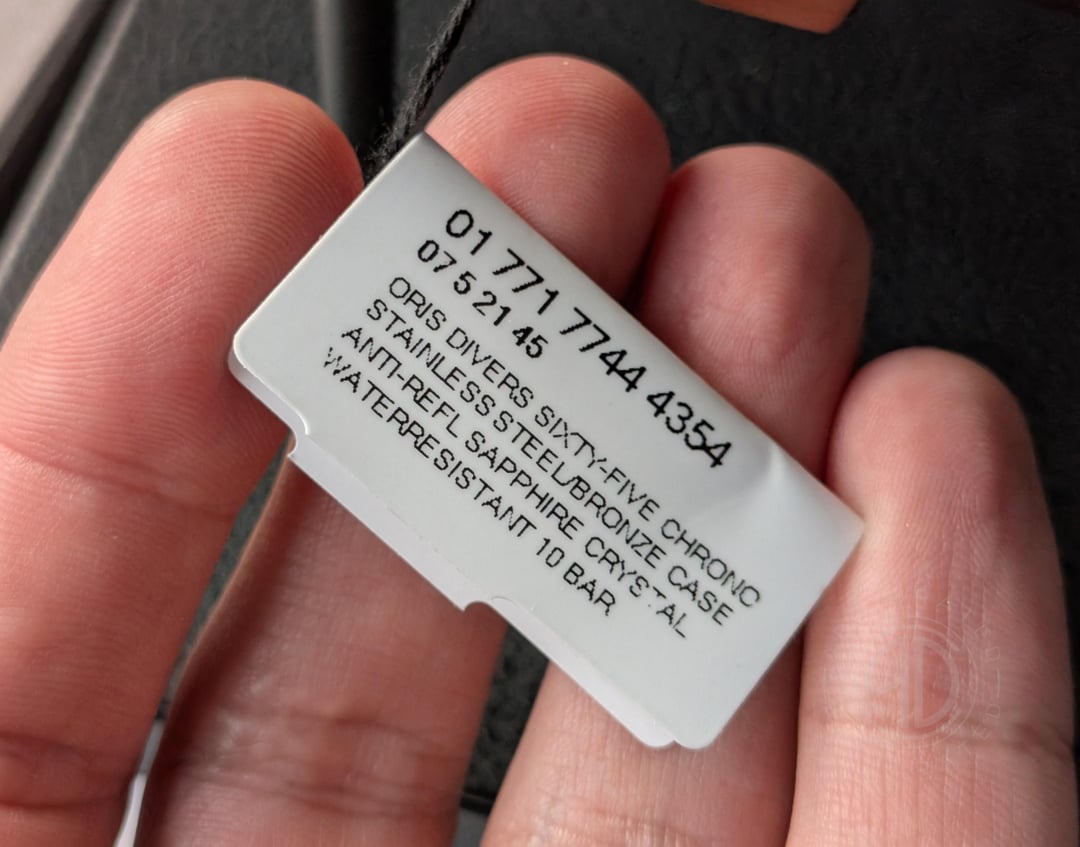 01 771 7744 4354
07 5 21 45
ORIS DIVERS SIXTY-FIVE CHRONO
STAINLESS STEEL/BRONZE CASE
ANTI-REFL SAPPHIRE CRYSTAL
WATERRESISTANT 10 BAR